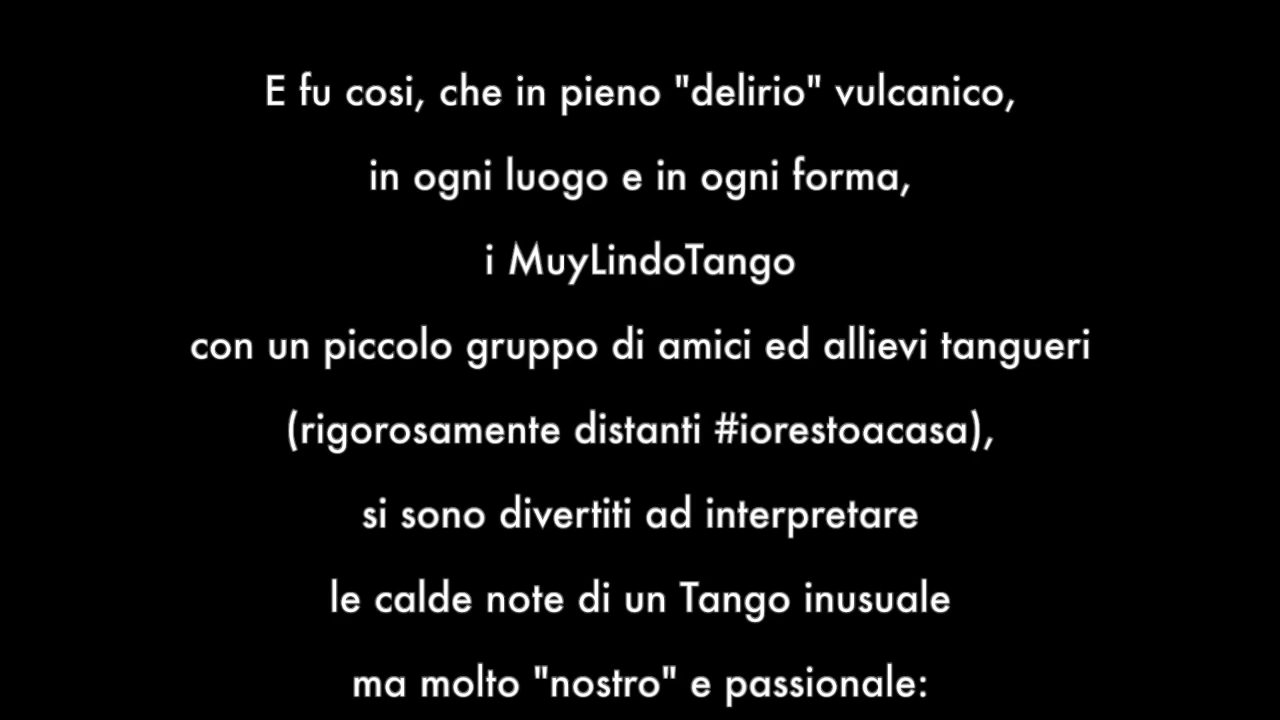 E fu cosi, che in pieno "delirio" vulcanico,
in ogni luogo e in ogni forma,
i MuyLindoTango
con un piccolo gruppo di amici ed allievi tangueri
(rigorosamente distanti #iorestoacasa),
si sono divertiti ad interpretare
le calde note di un Tango inusuale
ma molto "nostro" e passionale: